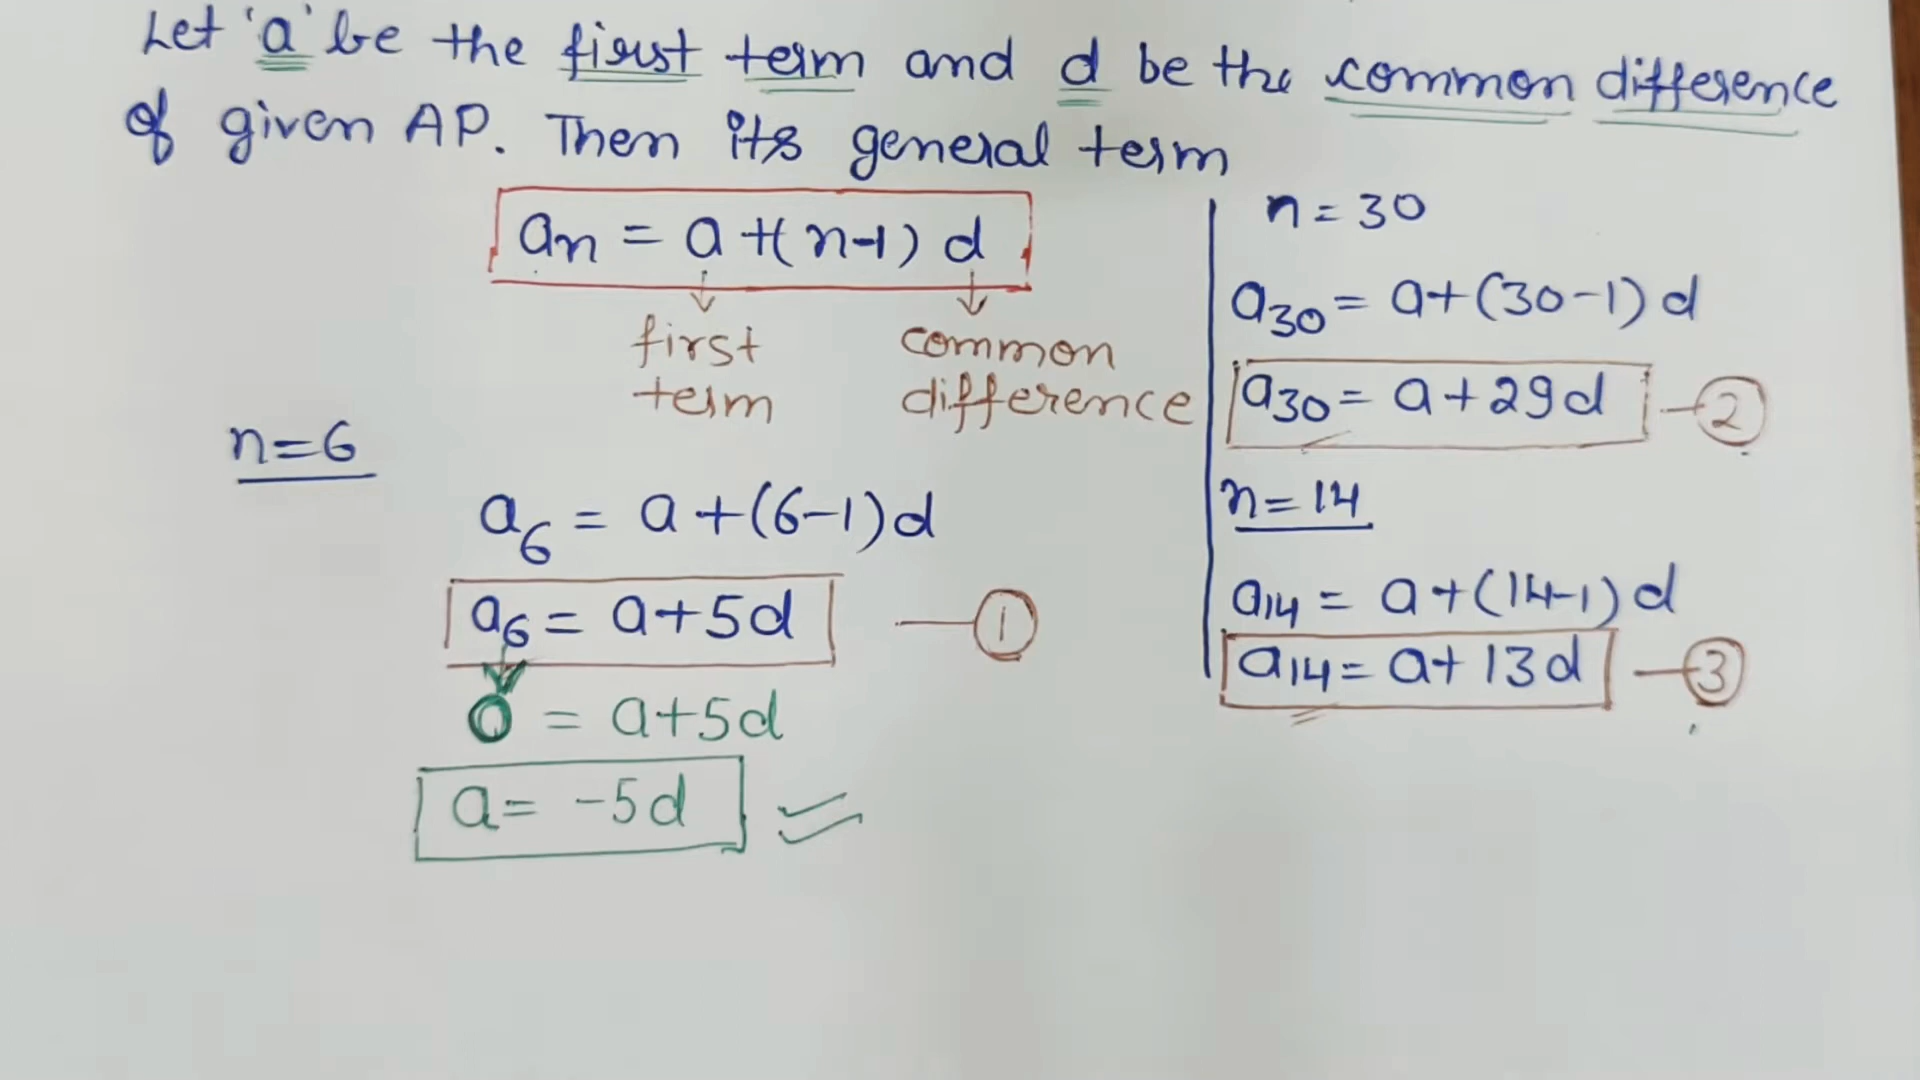 Let 'a' be the first term and d be the common difference
of given AP. Then its general term
an = a+(n-1) d
first term
common difference
n=6
a6 = a+(6-1)d
a6 = a+5d —①
0 = a+5d
a= -5d
n=30
a30 = a+(30-1)d
a30 = a+29d —②
n=14
a14 = a+(14-1)d
a14 = a+13d —③